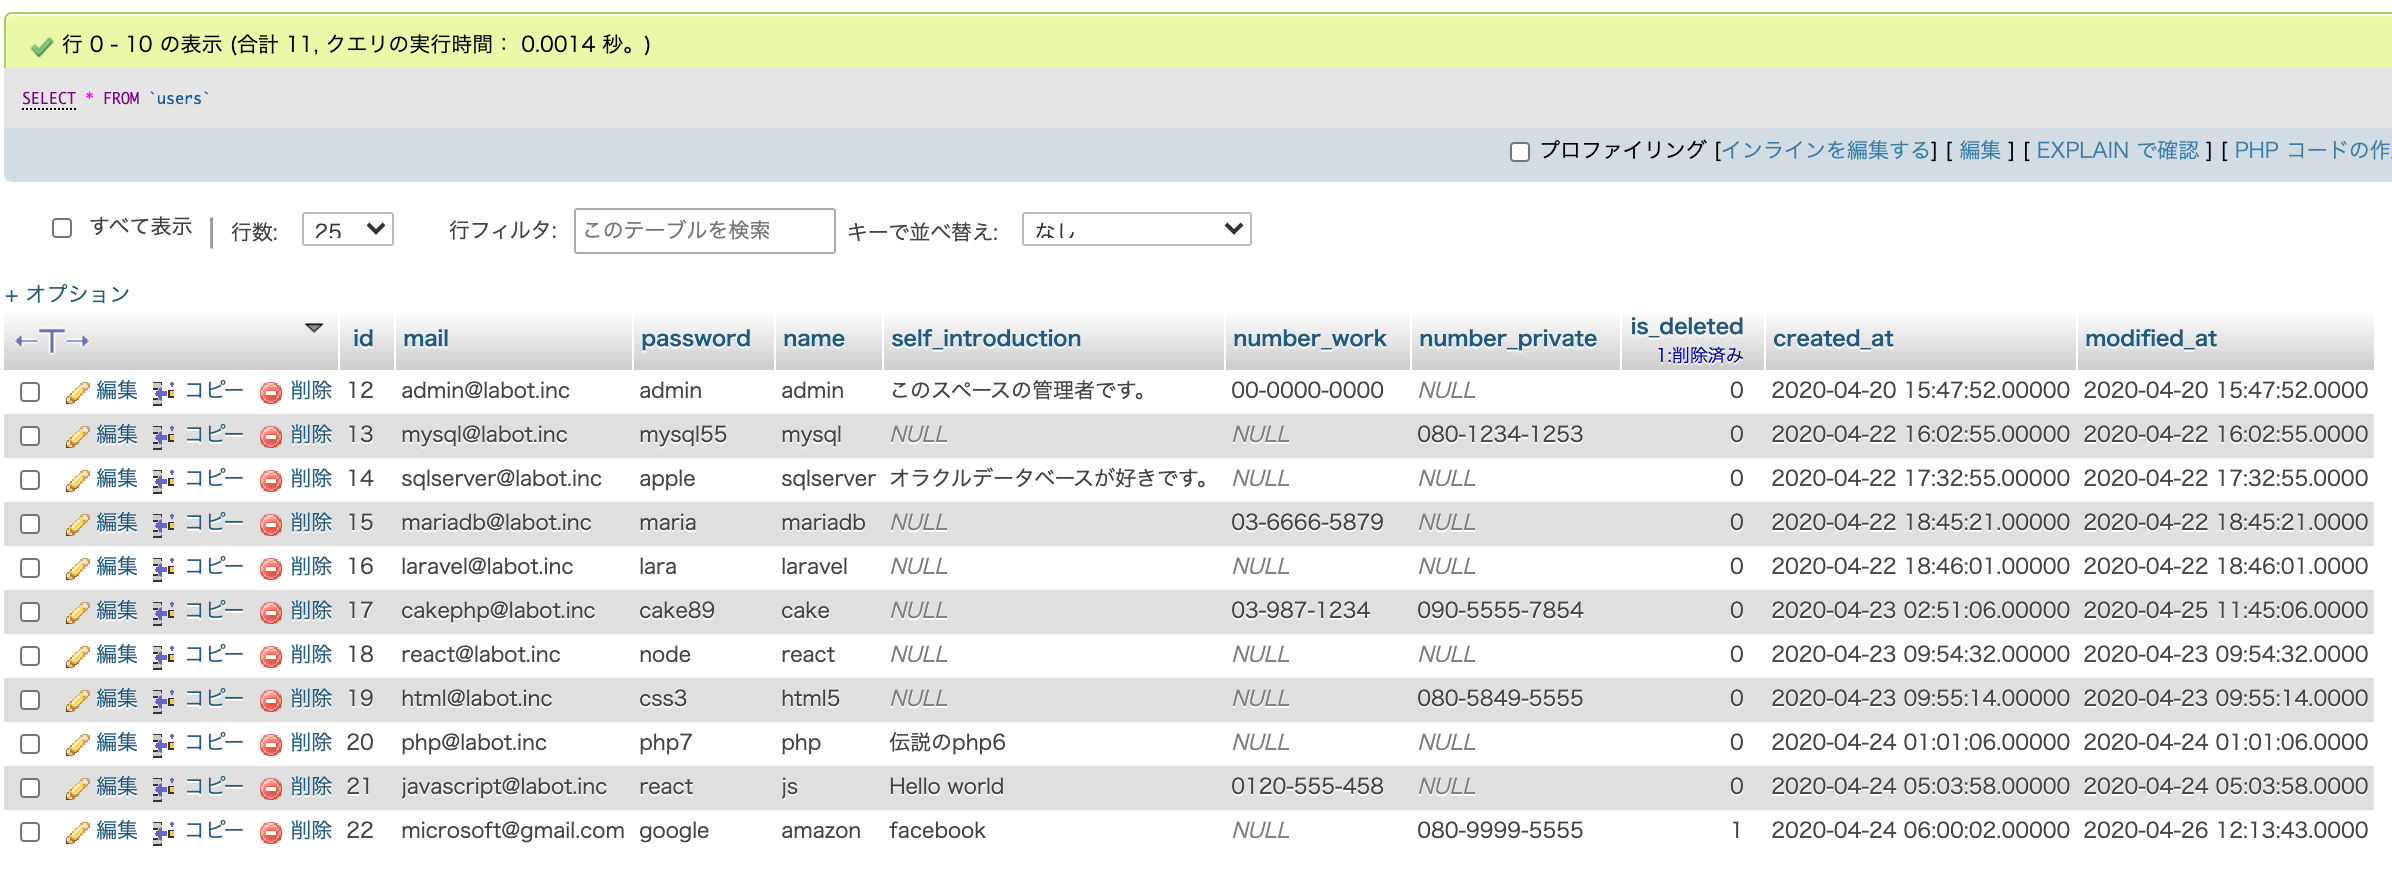 行 0 - 10 の表示 (合計 11, クエリの実行時間： 0.0014 秒。)
SELECT * FROM `users`
プロファイリング [インラインを編集する] [ 編集 ] [ EXPLAIN で確認 ] [ PHP コードの作
すべて表示 行数: 25 行フィルタ: このテーブルを検索 キーで並べ替え: なし
+ オプション
←T→ id mail password name self_introduction number_work number_private is_deleted 1:削除済み created_at modified_at
編集 コピー 削除 12 admin@labot.inc admin admin このスペースの管理者です。 00-0000-0000 NULL 0 2020-04-20 15:47:52.00000 2020-04-20 15:47:52.0000
編集 コピー 削除 13 mysql@labot.inc mysql55 mysql NULL NULL 080-1234-1253 0 2020-04-22 16:02:55.00000 2020-04-22 16:02:55.0000
編集 コピー 削除 14 sqlserver@labot.inc apple sqlserver オラクルデータベースが好きです。 NULL NULL 0 2020-04-22 17:32:55.00000 2020-04-22 17:32:55.0000
編集 コピー 削除 15 mariadb@labot.inc maria mariadb NULL 03-6666-5879 NULL 0 2020-04-22 18:45:21.00000 2020-04-22 18:45:21.0000
編集 コピー 削除 16 laravel@labot.inc lara laravel NULL NULL NULL 0 2020-04-22 18:46:01.00000 2020-04-22 18:46:01.0000
編集 コピー 削除 17 cakephp@labot.inc cake89 cake NULL 03-987-1234 090-5555-7854 0 2020-04-23 02:51:06.00000 2020-04-25 11:45:06.0000
編集 コピー 削除 18 react@labot.inc node react NULL NULL NULL 0 2020-04-23 09:54:32.00000 2020-04-23 09:54:32.0000
編集 コピー 削除 19 html@labot.inc css3 html5 NULL NULL 080-5849-5555 0 2020-04-23 09:55:14.00000 2020-04-23 09:55:14.0000
編集 コピー 削除 20 php@labot.inc php7 php 伝説のphp6 NULL NULL 0 2020-04-24 01:01:06.00000 2020-04-24 01:01:06.0000
編集 コピー 削除 21 javascript@labot.inc react js Hello world 0120-555-458 NULL 0 2020-04-24 05:03:58.00000 2020-04-24 05:03:58.0000
編集 コピー 削除 22 microsoft@gmail.com google amazon facebook NULL 080-9999-5555 1 2020-04-24 06:00:02.00000 2020-04-26 12:13:43.0000